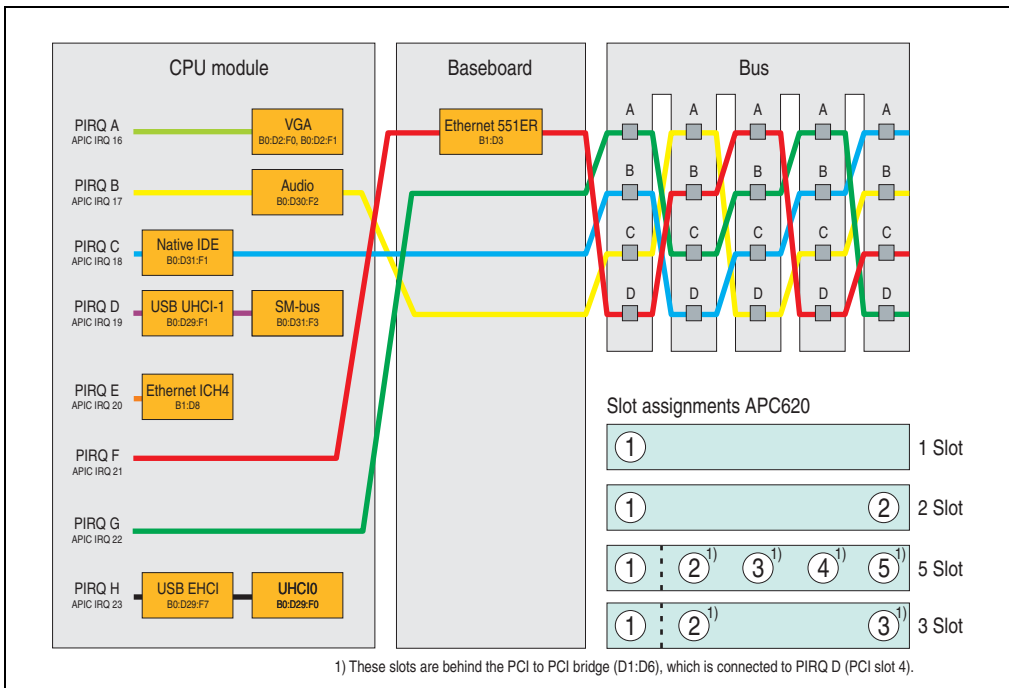 CPU module
Baseboard
Bus
PIRQ A
APIC IRQ 16
VGA
B0:D2:F0, B0:D2:F1
PIRQ B
APIC IRQ 17
Audio
B0:D30:F2
PIRQ C
APIC IRQ 18
Native IDE
B0:D31:F1
PIRQ D
APIC IRQ 19
USB UHCI-1
B0:D29:F1
SM-bus
B0:D31:F3
PIRQ E
APIC IRQ 20
Ethernet ICH4
B1:D8
PIRQ F
APIC IRQ 21
PIRQ G
APIC IRQ 22
PIRQ H
APIC IRQ 23
USB EHCI
B0:D29:F7
UHCI0
B0:D29:F0
Ethernet 551ER
B1:D3
A A A A A
B B B B B
C C C C C
D D D D D
Slot assignments APC620
1 1 Slot
1 2 2 Slot
1 2 1) 3 1) 4 1) 5 1) 5 Slot
1 2 1) 3 1) 3 Slot
1) These slots are behind the PCI to PCI bridge (D1:D6), which is connected to PIRQ D (PCI slot 4).